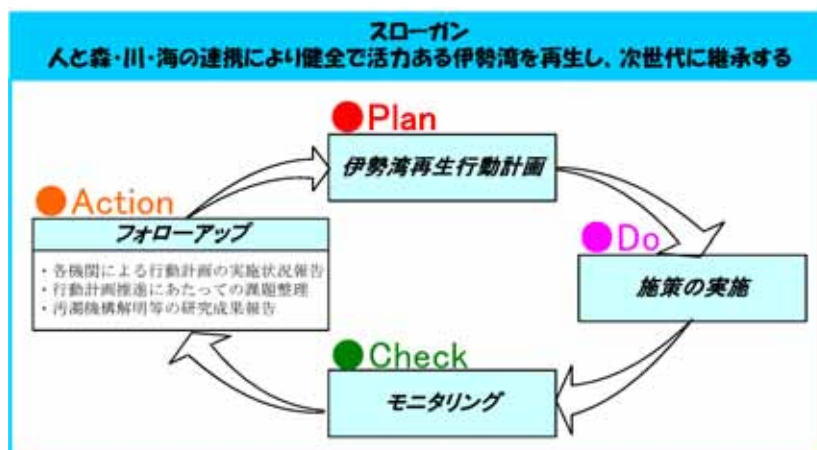 スローガン
人と森・川・海の連携により健全で活力ある伊勢湾を再生し、次世代に継承する
●Plan
伊勢湾再生行動計画
●Do
施策の実施
●Check
モニタリング
●Action
フォローアップ
・各機関による行動計画の実施状況報告
・行動計画推進にあたっての課題整理
・汚濁機構解明等の研究成果報告